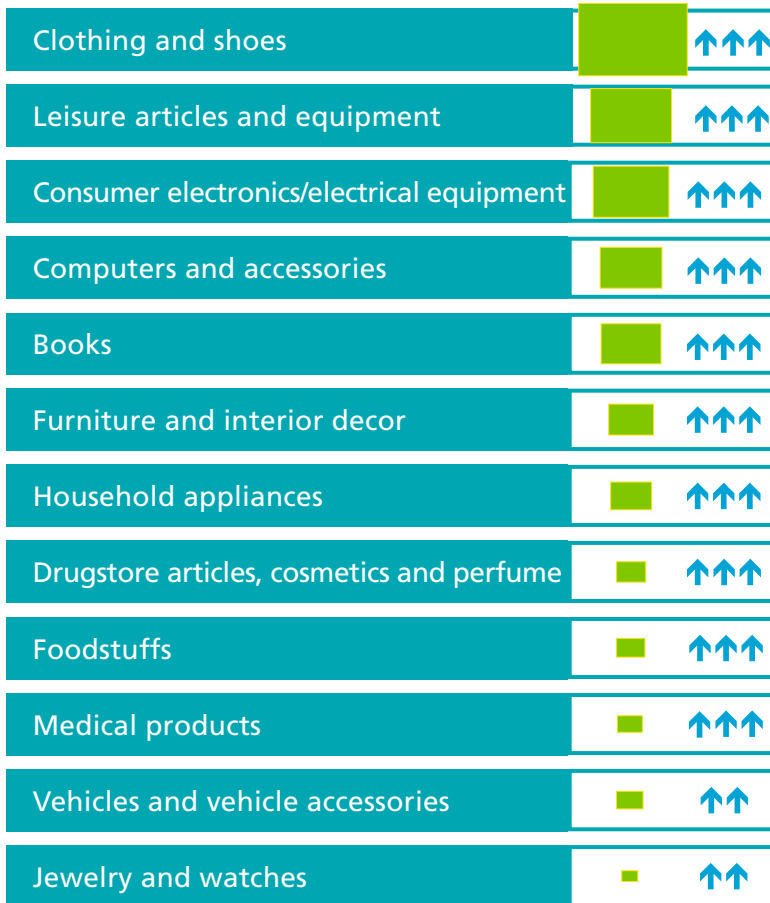 Clothing and shoes
Leisure articles and equipment
Consumer electronics/electrical equipment
Computers and accessories
Books
Furniture and interior decor
Household appliances
Drugstore articles, cosmetics and perfume
Foodstuffs
Medical products
Vehicles and vehicle accessories
Jewelry and watches